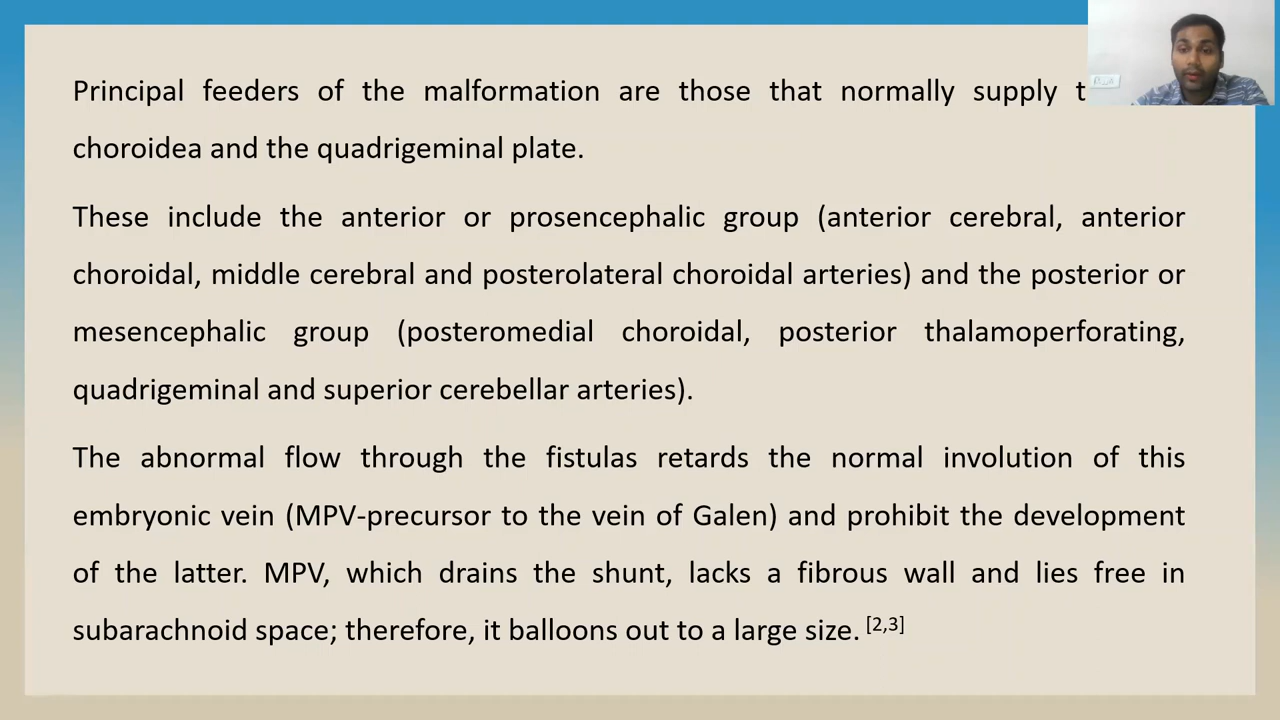 Principal feeders of the malformation are those that normally supply
choroidea and the quadrigeminal plate.
These include the anterior or prosencephalic group (anterior cerebral, anterior
choroidal, middle cerebral and posterolateral choroidal arteries) and the posterior or
mesencephalic group (posteromedial choroidal, posterior thalamoperforating,
quadrigeminal and superior cerebellar arteries).
The abnormal flow through the fistulas retards the normal involution of this
embryonic vein (MPV-precursor to the vein of Galen) and prohibit the development
of the latter. MPV, which drains the shunt, lacks a fibrous wall and lies free in
subarachnoid space; therefore, it balloons out to a large size. [2,3]